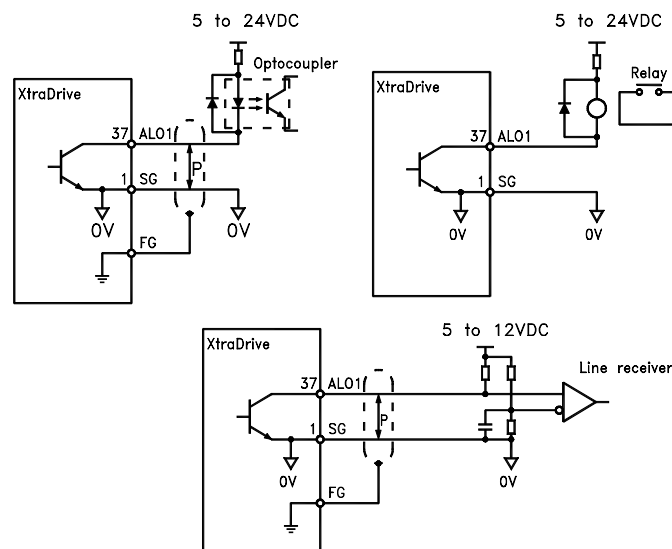 5 to 24VDC
Optocoupler
XtraDrive
37 ALO1
P
1 SG
0V
0V
FG
5 to 24VDC
Relay
XtraDrive
37 ALO1
1 SG
0V
0V
5 to 12VDC
Line receiver
XtraDrive
37 ALO1
P
1 SG
0V
0V
FG